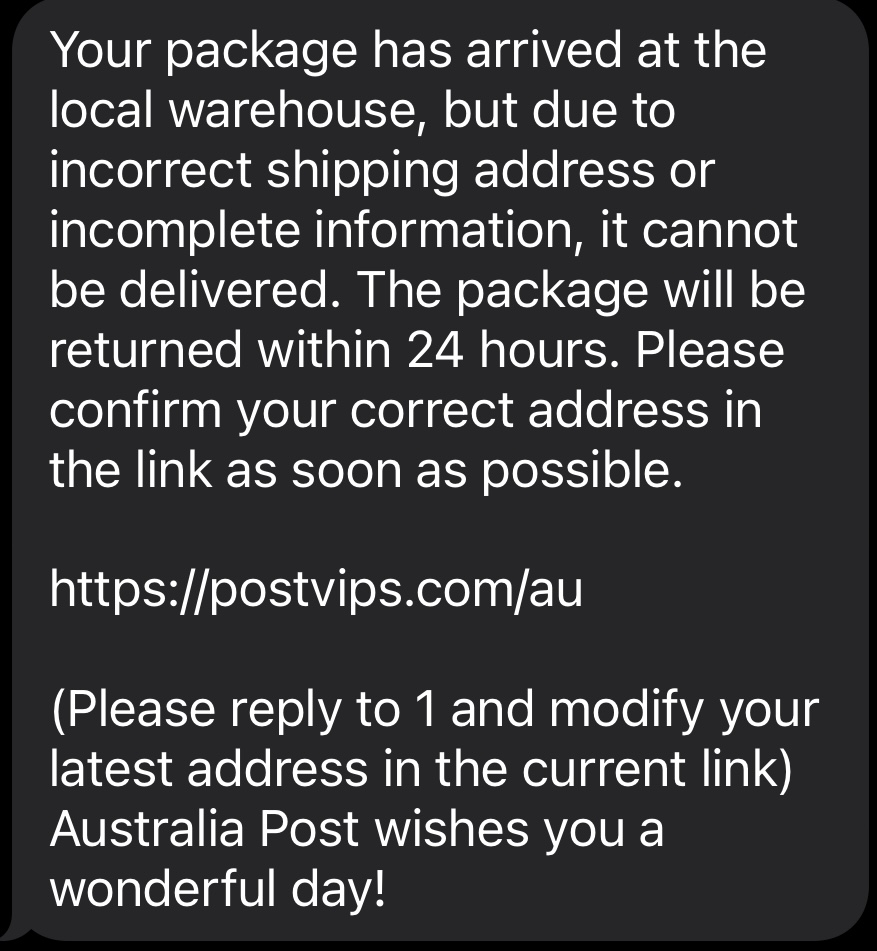 Your package has arrived at the
local warehouse, but due to
incorrect shipping address or
incomplete information, it cannot
be delivered. The package will be
returned within 24 hours. Please
confirm your correct address in
the link as soon as possible.
https://postvips.com/au
(Please reply to 1 and modify your
latest address in the current link)
Australia Post wishes you a
wonderful day!